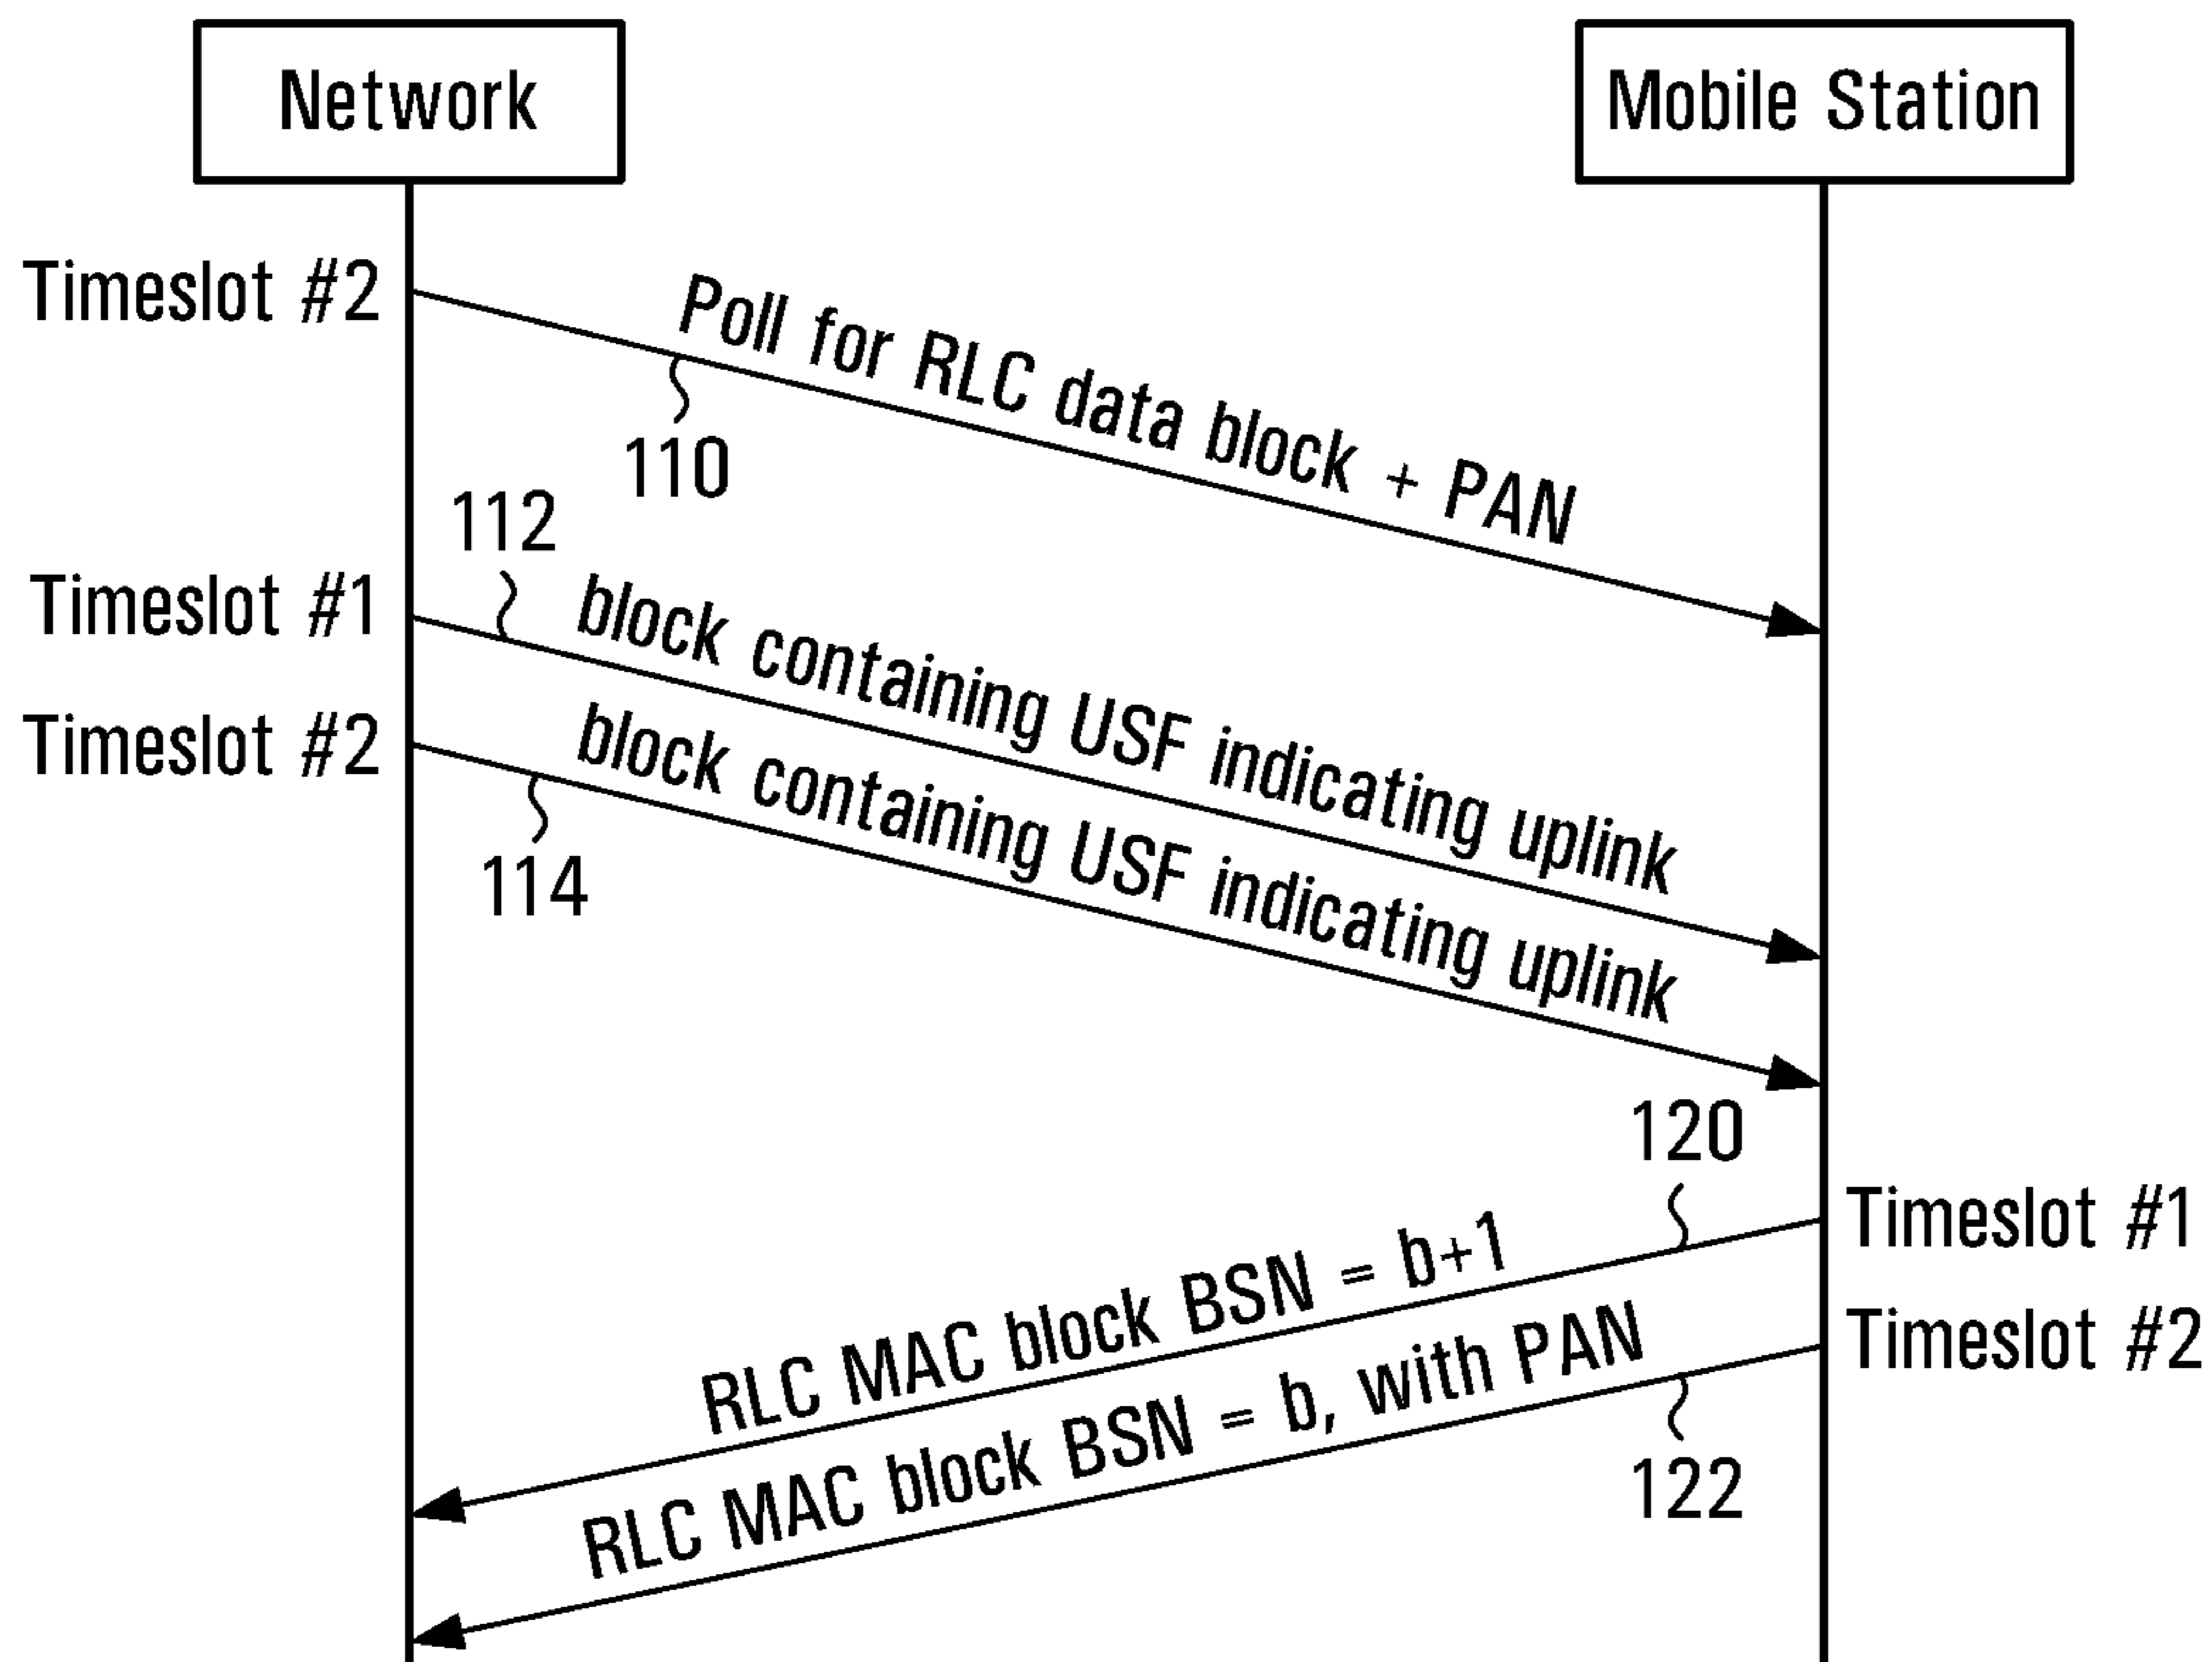 Network
Mobile Station
Timeslot #2
Poll for RLC data block + PAN
110
112
Timeslot #1
block containing USF indicating uplink
Timeslot #2
block containing USF indicating uplink
114
120
Timeslot #1
RLC MAC block BSN = b+1
Timeslot #2
RLC MAC block BSN = b, with PAN
122